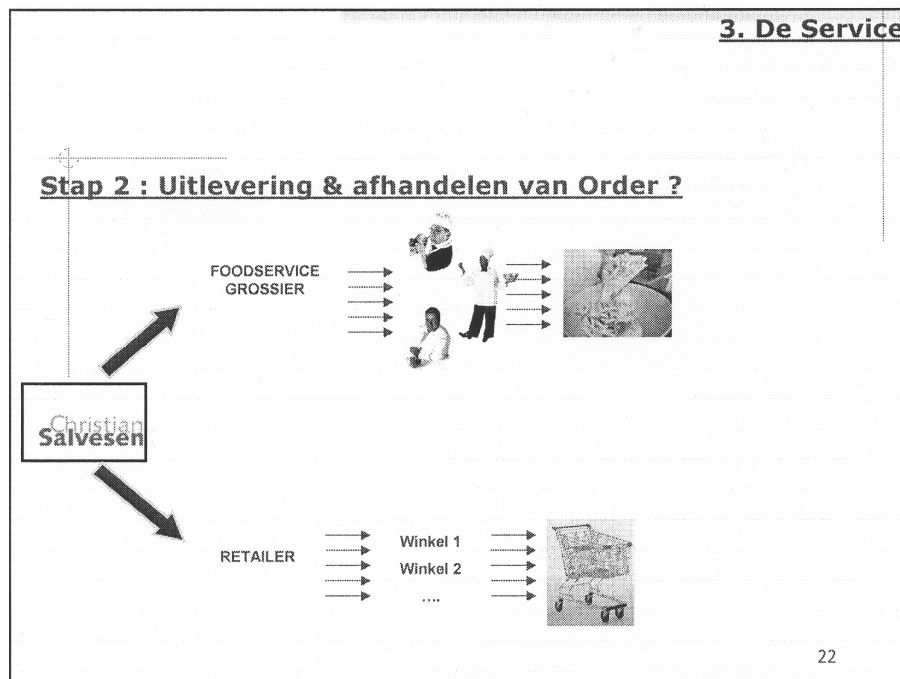 3. De Service
Stap 2 : Uitlevering & afhandelen van Order ?
FOODSERVICE
GROSSIER
Christian
Salvesen
RETAILER
Winkel 1
Winkel 2
....
22